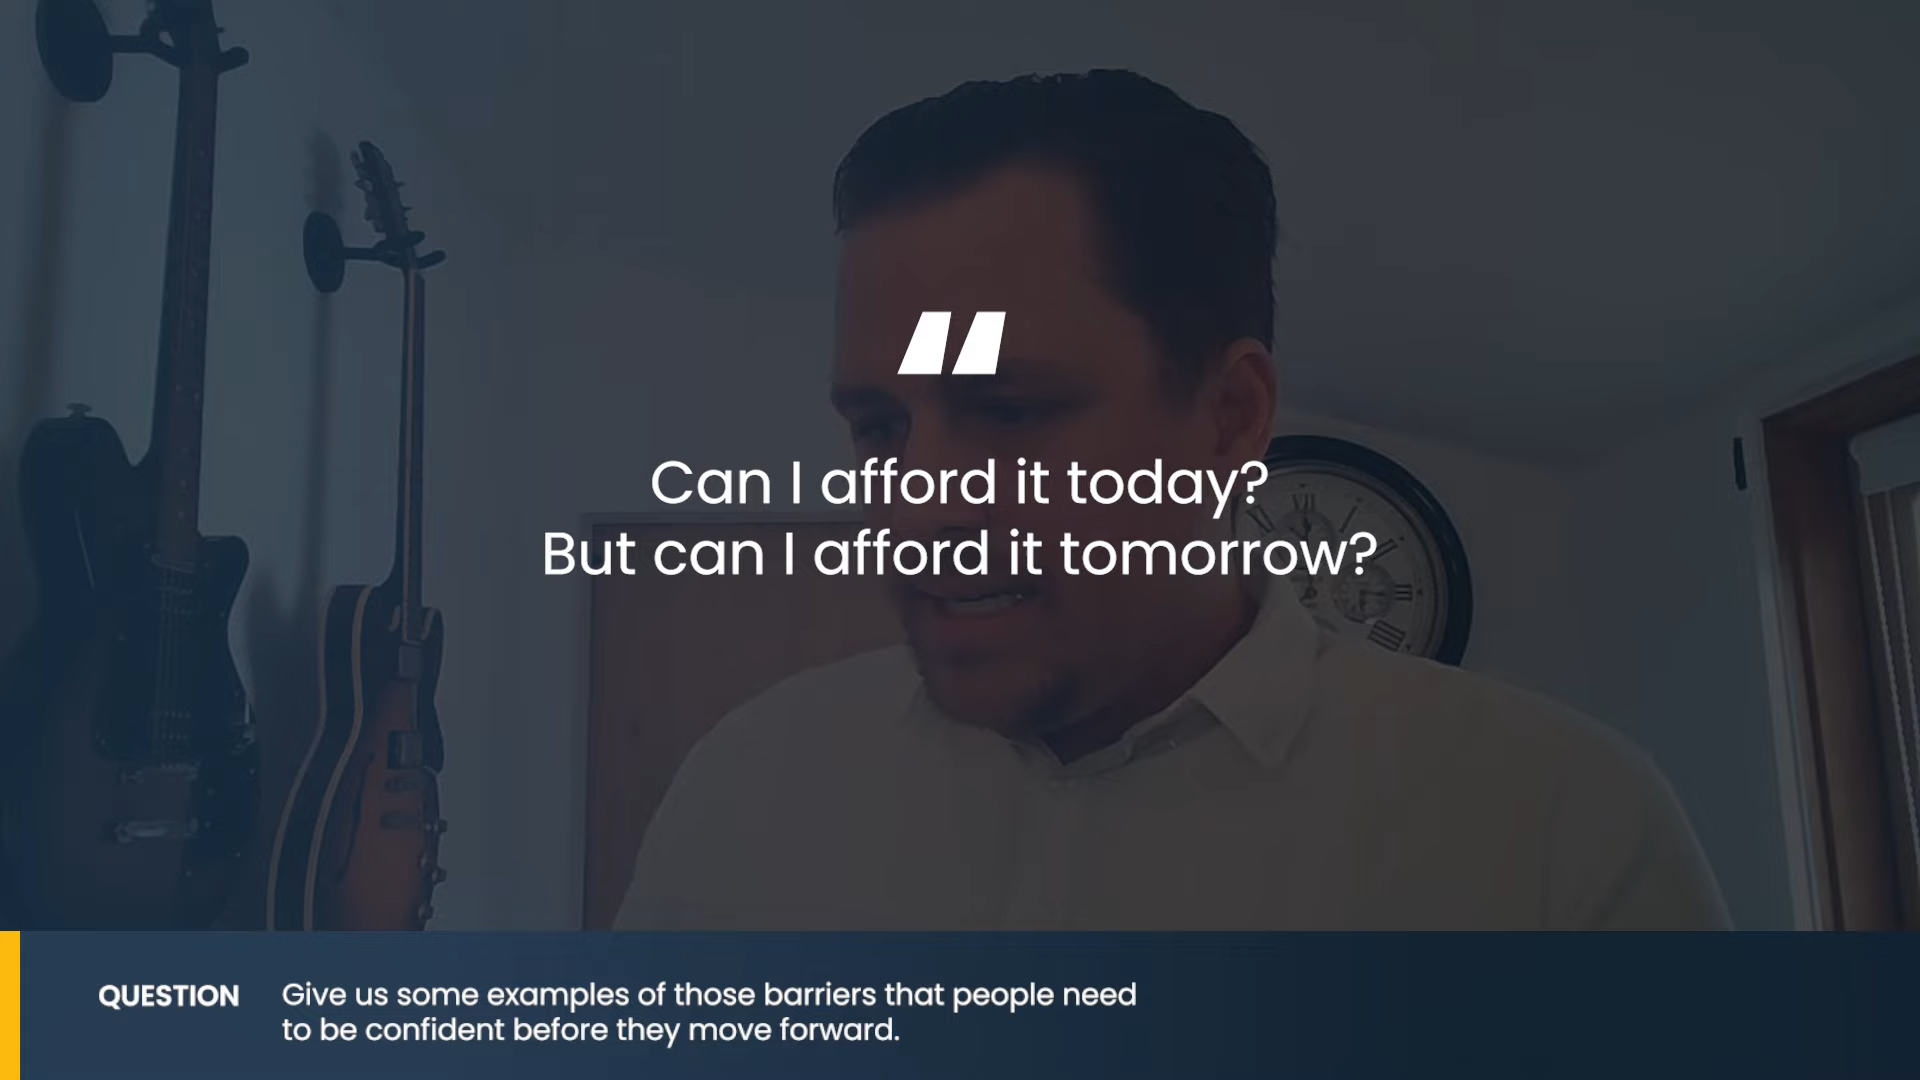 “
Can I afford it today?
But can I afford it tomorrow?
QUESTION
Give us some examples of those barriers that people need
to be confident before they move forward.